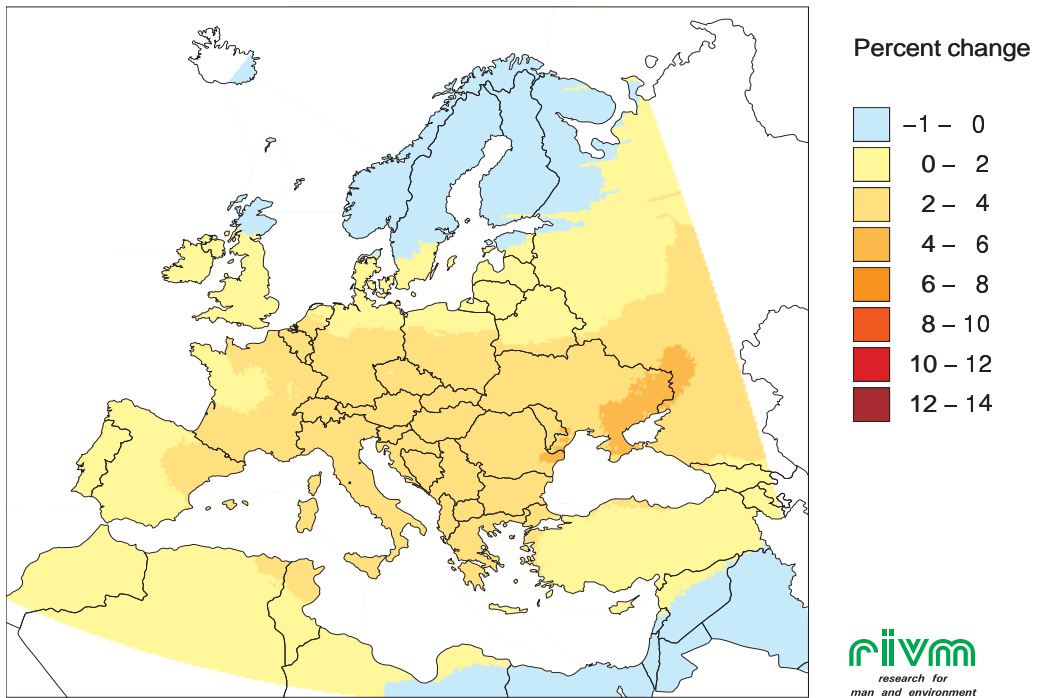 Percent change
−1 – 0
0 – 2
2 – 4
4 – 6
6 – 8
8 – 10
10 – 12
12 – 14
riivm
research for
man and environment